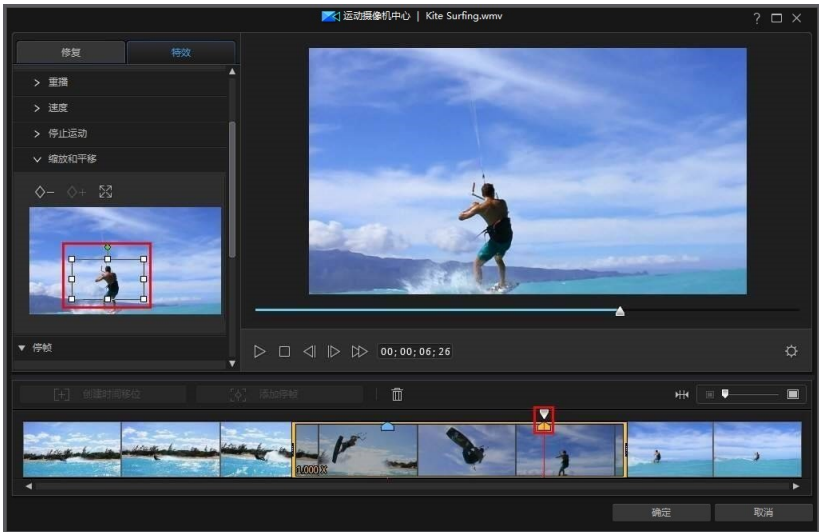 运动摄像机中心 | Kite Surfing.wmv
修复
特效
重播
速度
停止运动
缩放和平移
停帧
00;00;06;26
创建时间移位
添加停帧
1.000X
确定
取消